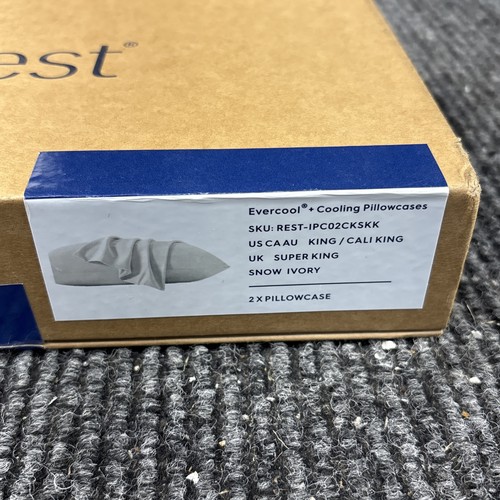 est®
Evercool®+ Cooling Pillowcases
SKU: REST-IPC02CKSKK
US CA AU KING / CALI KING
UK SUPER KING
SNOW IVORY
2 X PILLOWCASE